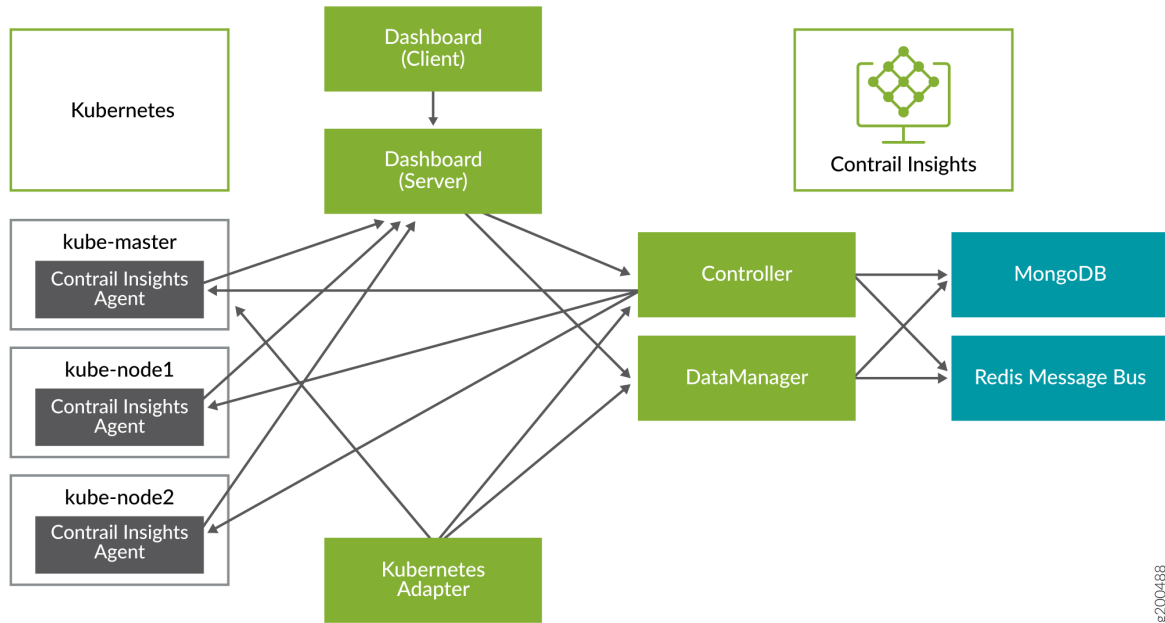 Kubernetes
Dashboard
(Client)
Dashboard
(Server)
Contrail Insights
kube-master
Contrail Insights
Agent
kube-node1
Contrail Insights
Agent
kube-node2
Contrail Insights
Agent
Controller
MongoDB
DataManager
Redis Message Bus
Kubernetes
Adapter
g200488